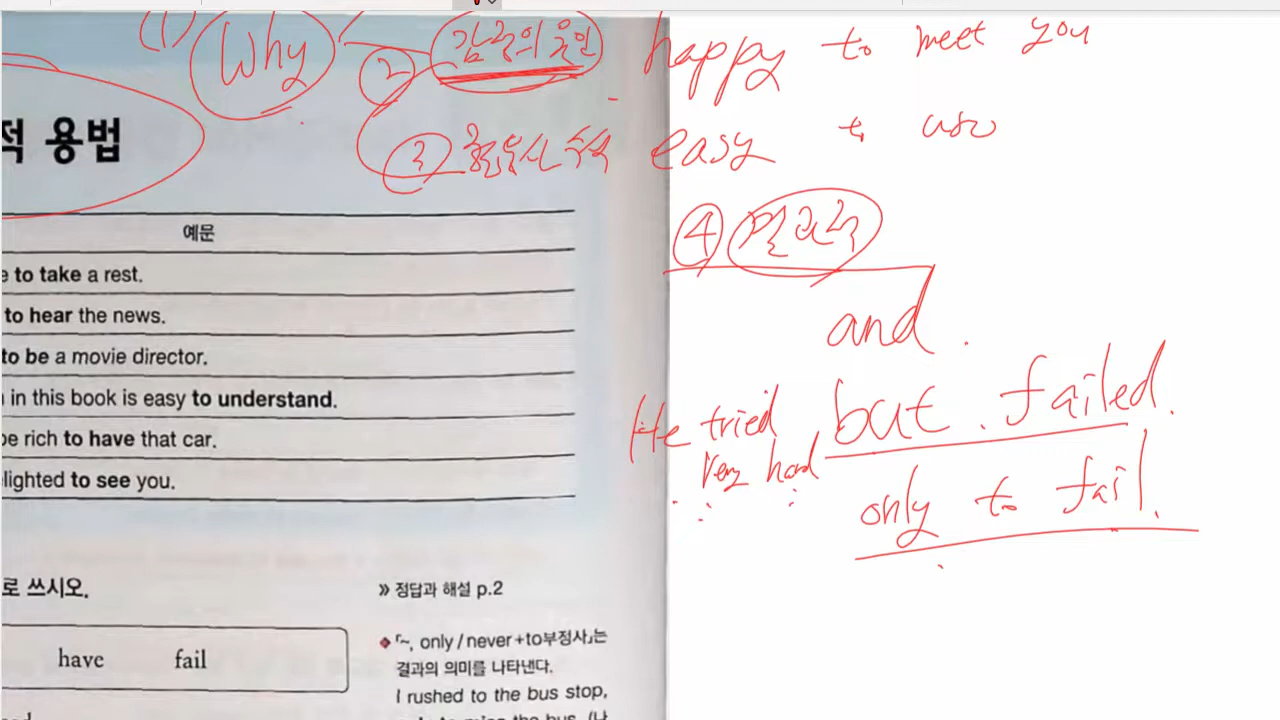 (1) Why
② 감정의 원인 happy to meet you
③ 형용사 수식 easy to use
적 용법
④ 결과
예문
e to take a rest.
to hear the news.
and.
to be a movie director.
in this book is easy to understand.
He tried very hard but failed.
be rich to have that car.
lighted to see you.
only to fail.
로 쓰시오.
» 정답과 해설 p.2
have fail
「~, only / never+to부정사」는
결과의 의미를 나타낸다.
I rushed to the bus stop,